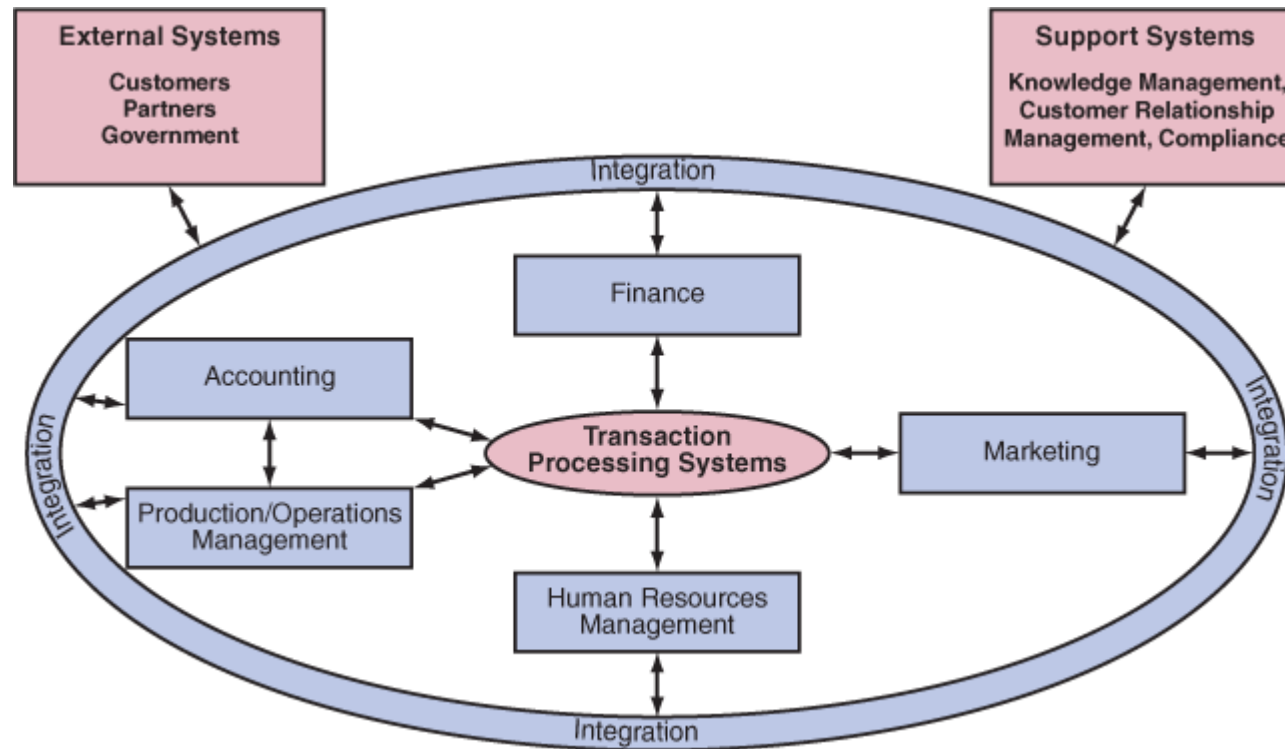 External Systems
Customers
Partners
Government
Support Systems
Knowledge Management,
Customer Relationship
Management, Compliance
Integration
Finance
Accounting
Integration
Transaction
Processing Systems
Marketing
Integration
Production/Operations
Management
Human Resources
Management
Integration